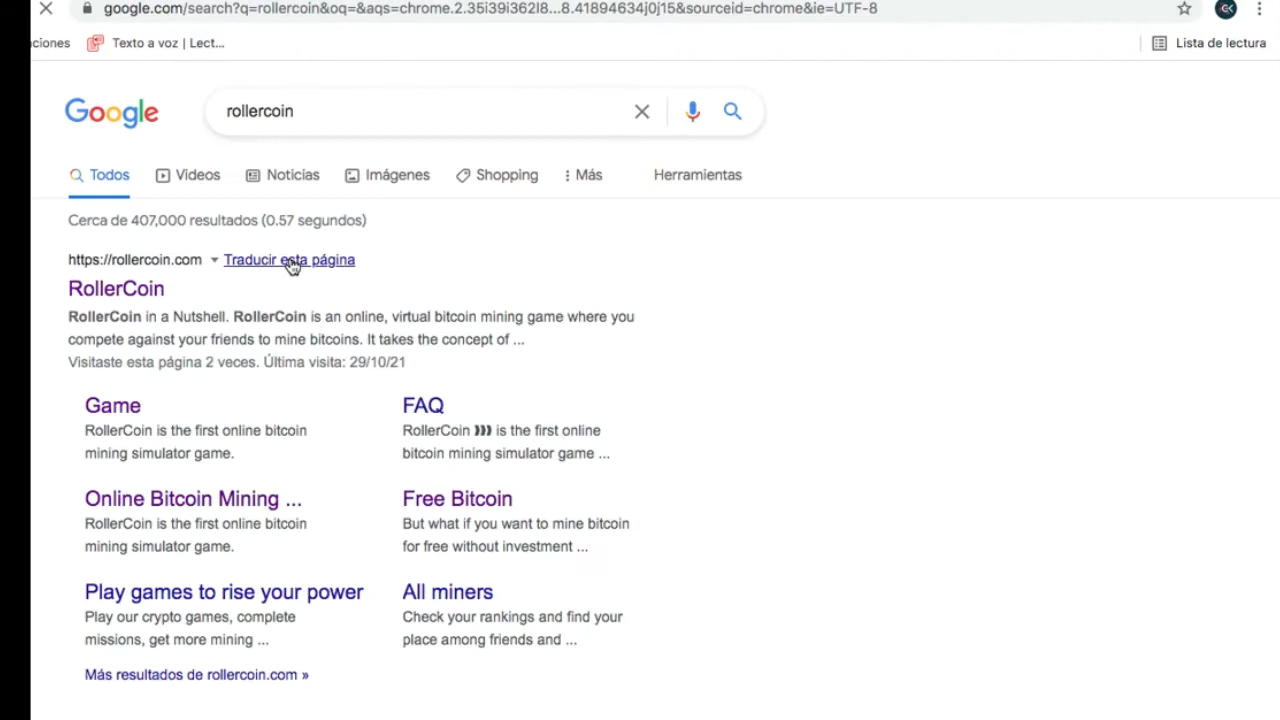 google.com/search?q=rollercoin&oq=&aqs=chrome.2.35i39i362l8...8.41894634j0j15&sourceid=chrome&ie=UTF-8
ciones Texto a voz | Lect... Lista de lectura
Google rollercoin
Todos Videos Noticias Imágenes Shopping Más Herramientas
Cerca de 407,000 resultados (0.57 segundos)
https://rollercoin.com Traducir esta página
RollerCoin
RollerCoin in a Nutshell. RollerCoin is an online, virtual bitcoin mining game where you
compete against your friends to mine bitcoins. It takes the concept of ...
Visitaste esta página 2 veces. Última visita: 29/10/21
Game
RollerCoin is the first online bitcoin
mining simulator game.
FAQ
RollerCoin ⦘⦘⦘ is the first online
bitcoin mining simulator game ...
Online Bitcoin Mining ...
RollerCoin is the first online bitcoin
mining simulator game.
Free Bitcoin
But what if you want to mine bitcoin
for free without investment ...
Play games to rise your power
Play our crypto games, complete
missions, get more mining ...
All miners
Check your rankings and find your
place among friends and ...
Más resultados de rollercoin.com »